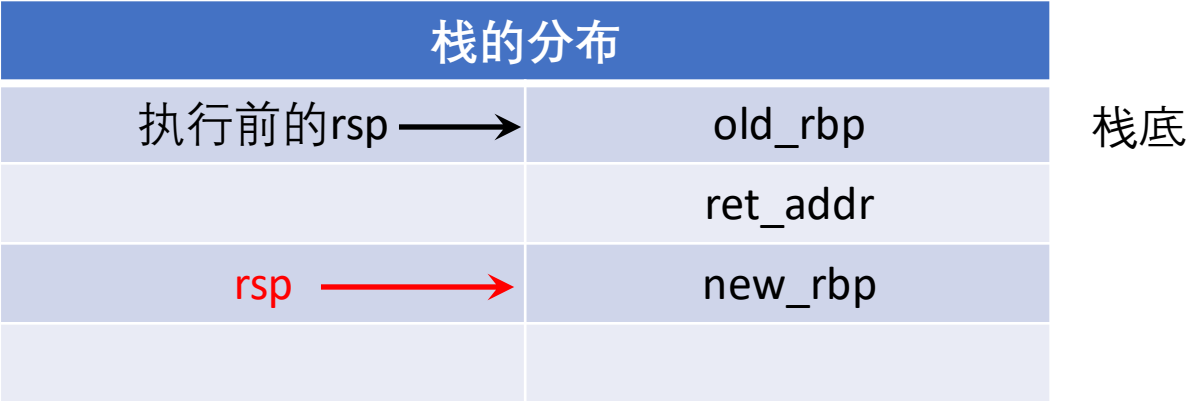 栈的分布
执行前的rsp old_rbp 栈底
ret_addr
rsp new_rbp